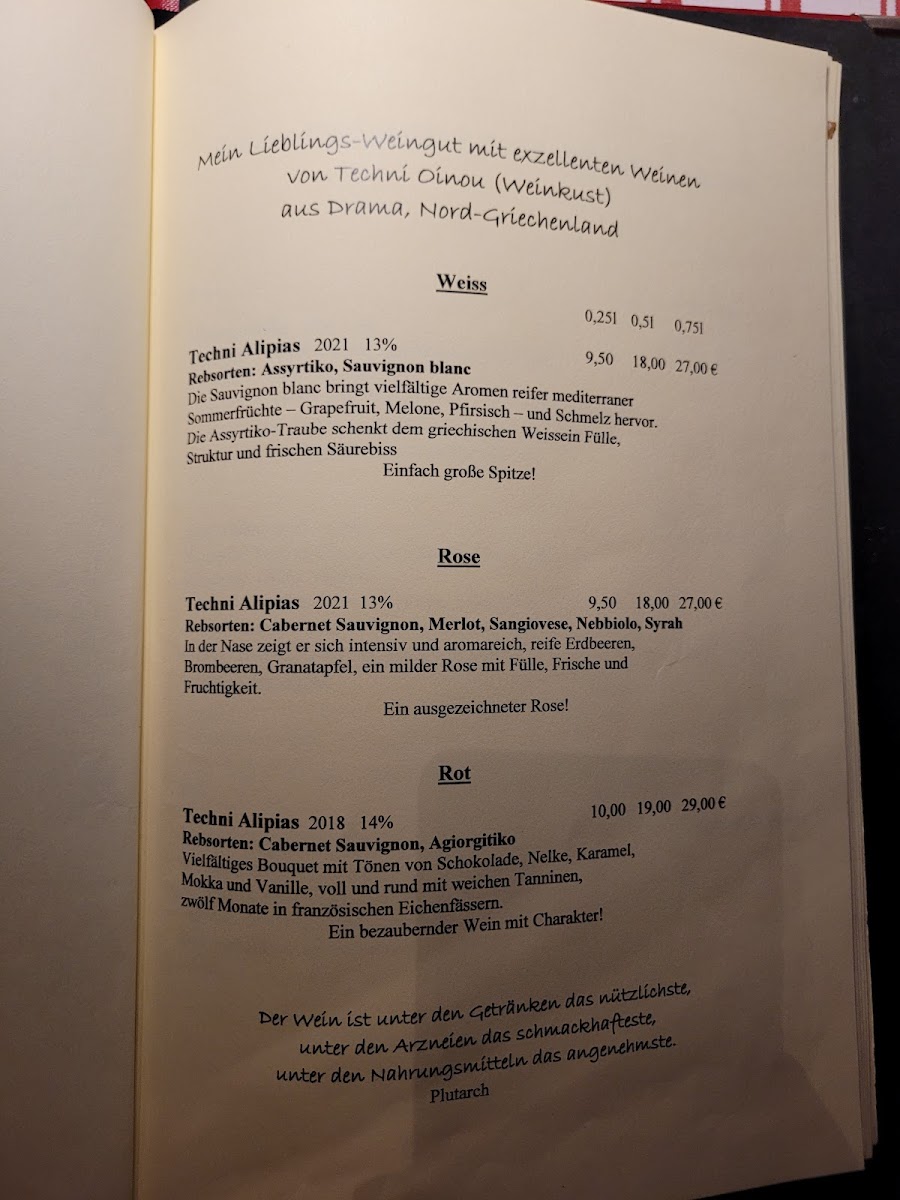 Mein Lieblings-Weingut mit exzellenten Weinen
von Techni Oinou (Weinkust)
aus Drama, Nord-Griechenland
Weiss
0,25l 0,5l 0,75l
Techni Alipias 2021 13% 9,50 18,00 27,00 €
Rebsorten: Assyrtiko, Sauvignon blanc
Die Sauvignon blanc bringt vielfältige Aromen reifer mediterraner
Sommerfrüchte – Grapefruit, Melone, Pfirsisch – und Schmelz hervor.
Die Assyrtiko-Traube schenkt dem griechischen Weissein Fülle,
Struktur und frischen Säurebiss
Einfach große Spitze!
Rose
Techni Alipias 2021 13% 9,50 18,00 27,00 €
Rebsorten: Cabernet Sauvignon, Merlot, Sangiovese, Nebbiolo, Syrah
In der Nase zeigt er sich intensiv und aromareich, reife Erdbeeren,
Brombeeren, Granatapfel, ein milder Rose mit Fülle, Frische und
Fruchtigkeit.
Ein ausgezeichneter Rose!
Rot
Techni Alipias 2018 14% 10,00 19,00 29,00 €
Rebsorten: Cabernet Sauvignon, Agiorgitiko
Vielfältiges Bouquet mit Tönen von Schokolade, Nelke, Karamel,
Mokka und Vanille, voll und rund mit weichen Tanninen,
zwölf Monate in französischen Eichenfässern.
Ein bezaubernder Wein mit Charakter!
Der Wein ist unter den Getränken das nützlichste,
unter den Arzneien das schmackhafteste,
unter den Nahrungsmitteln das angenehmste.
Plutarch